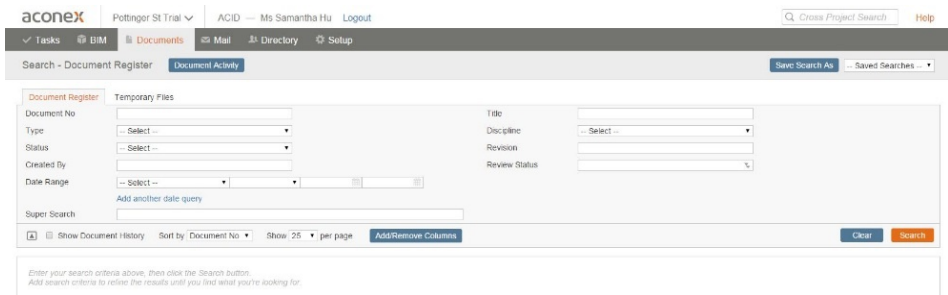 aconex Pottinger St Trial ACID — Ms Samantha Hu Logout Cross Project Search Help
Tasks BIM Documents Mail Directory Setup
Search - Document Register Document Activity Save Search As -- Saved Searches --
Document Register Temporary Files
Document No Title
Type -- Select -- Discipline -- Select --
Status -- Select -- Revision
Created By Review Status
Date Range -- Select --
Add another date query
Super Search
Show Document History Sort by Document No Show 25 per page Add/Remove Columns Clear Search
Enter your search criteria above, then click the Search button.
Add search criteria to refine the results until you find what you're looking for.